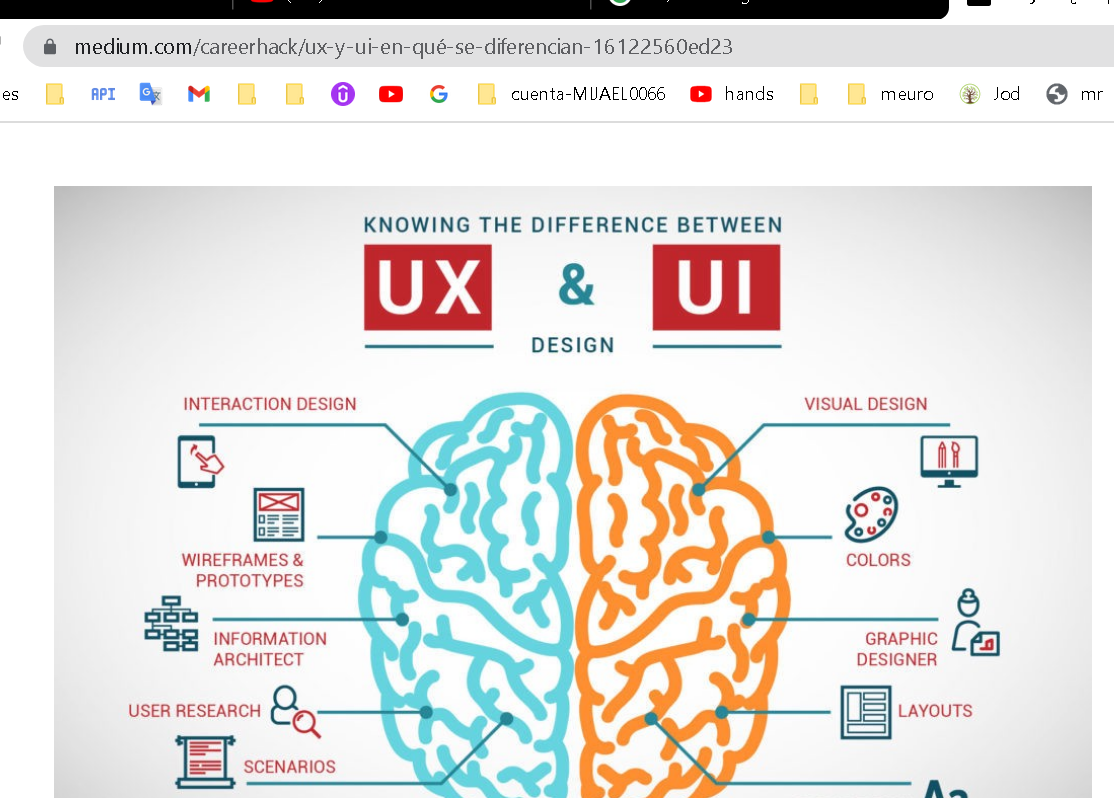 medium.com/careerhack/ux-y-ui-en-qué-se-diferencian-16122560ed23
es
API
cuenta-MIJAEL0066
hands
meuro
Jod
mr
KNOWING THE DIFFERENCE BETWEEN
UX & UI
DESIGN
INTERACTION DESIGN
VISUAL DESIGN
WIREFRAMES &
PROTOTYPES
COLORS
INFORMATION
ARCHITECT
GRAPHIC
DESIGNER
USER RESEARCH
LAYOUTS
SCENARIOS
Aa